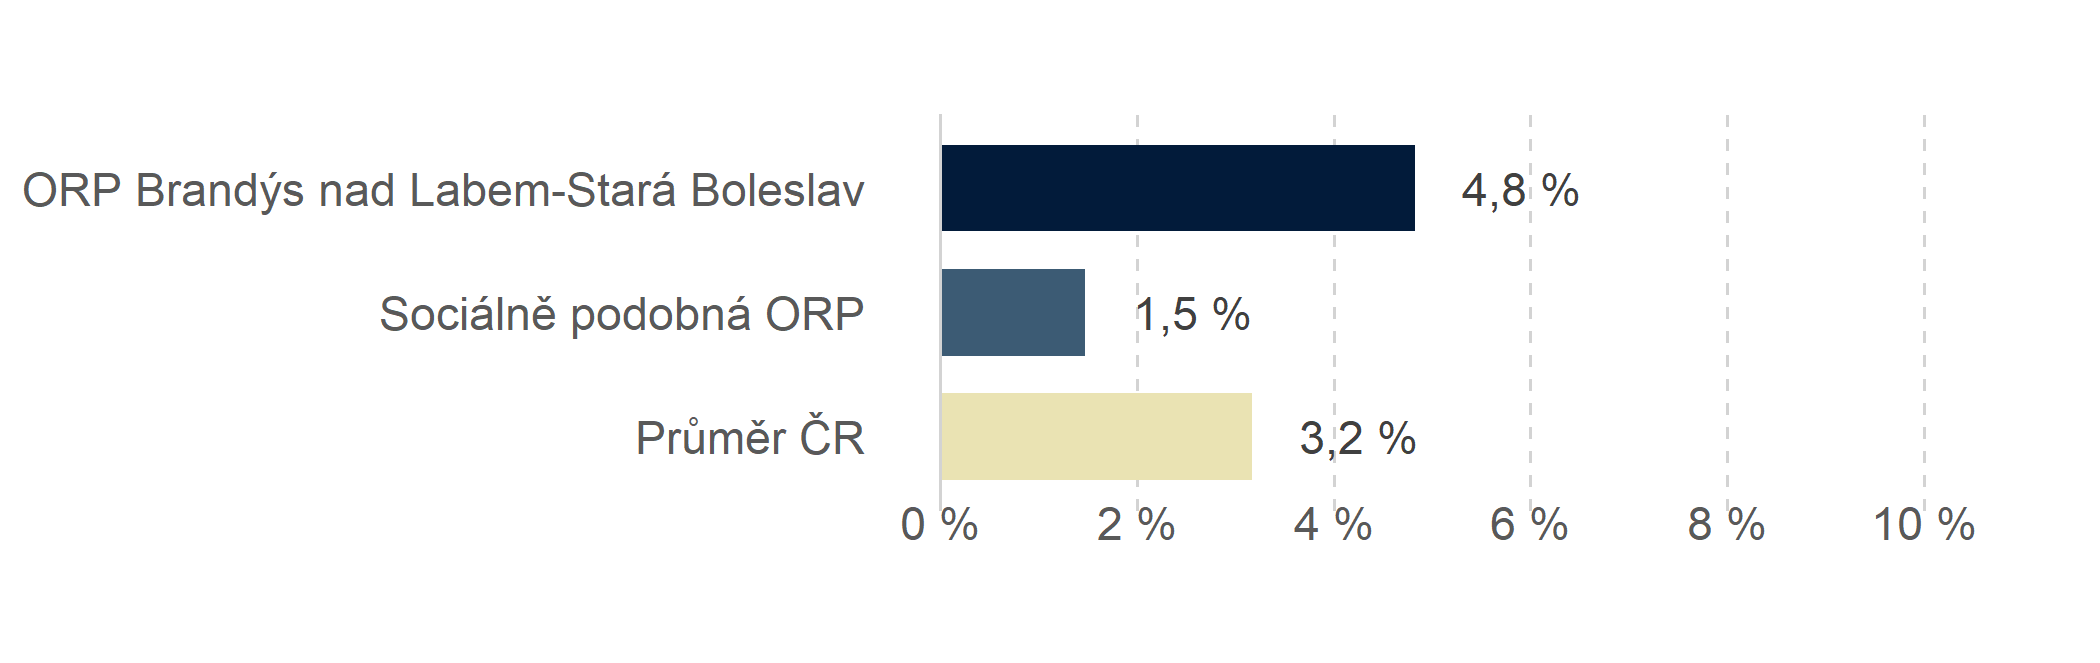 ORP Brandýs nad Labem-Stará Boleslav 4,8 %
Sociálně podobná ORP 1,5 %
Průměr ČR 3,2 %
0 % 2 % 4 % 6 % 8 % 10 %